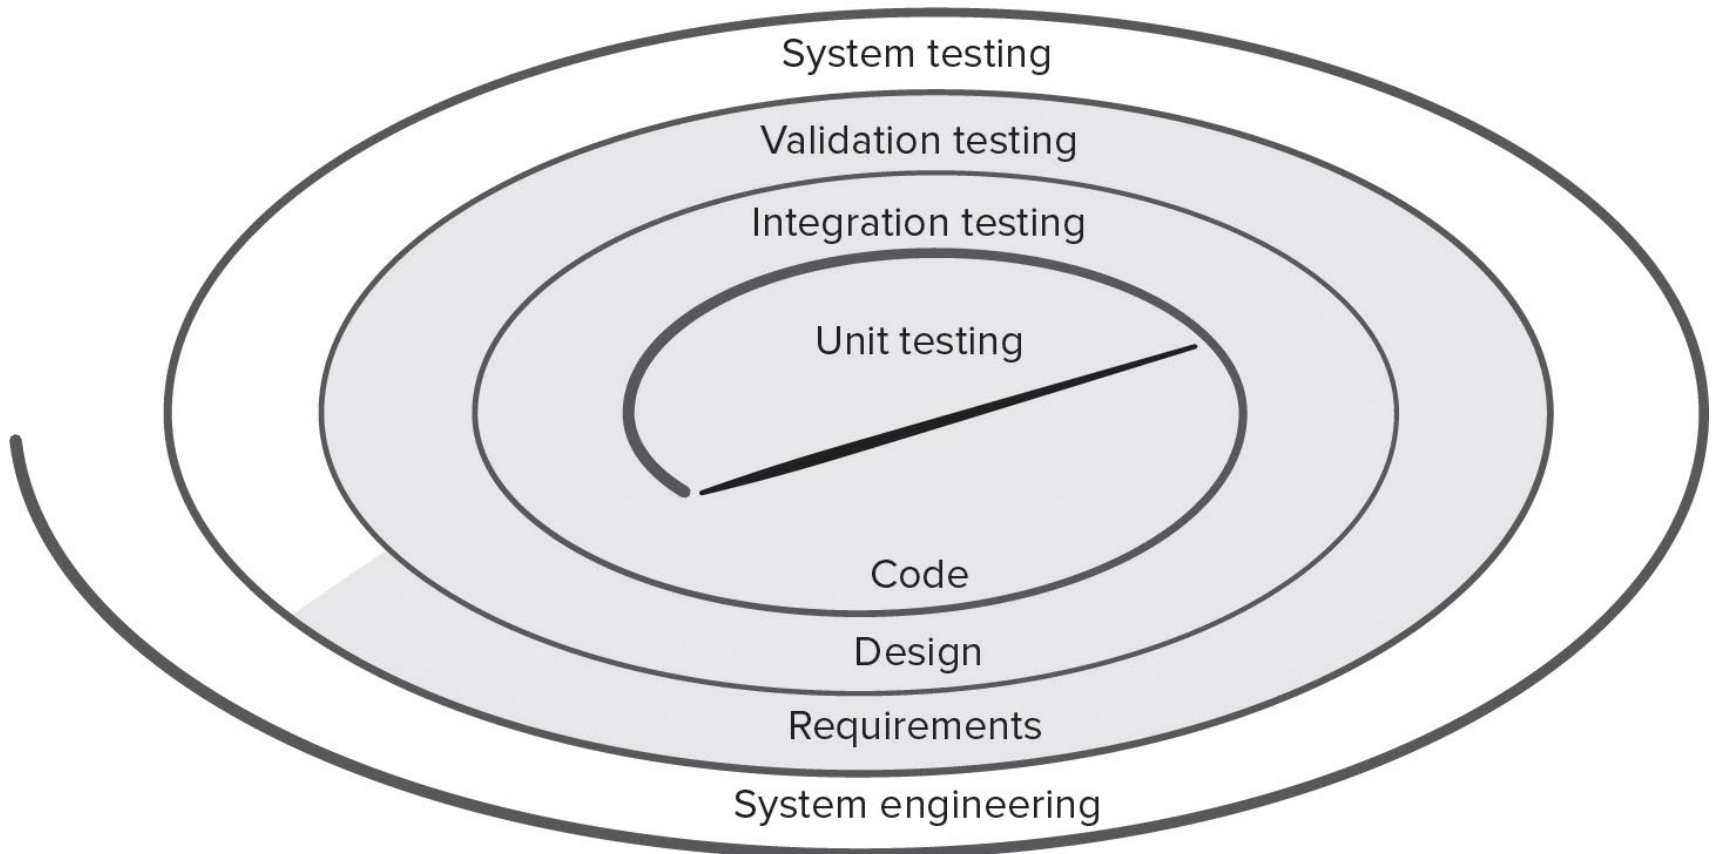 System testing
Validation testing
Integration testing
Unit testing
Code
Design
Requirements
System engineering